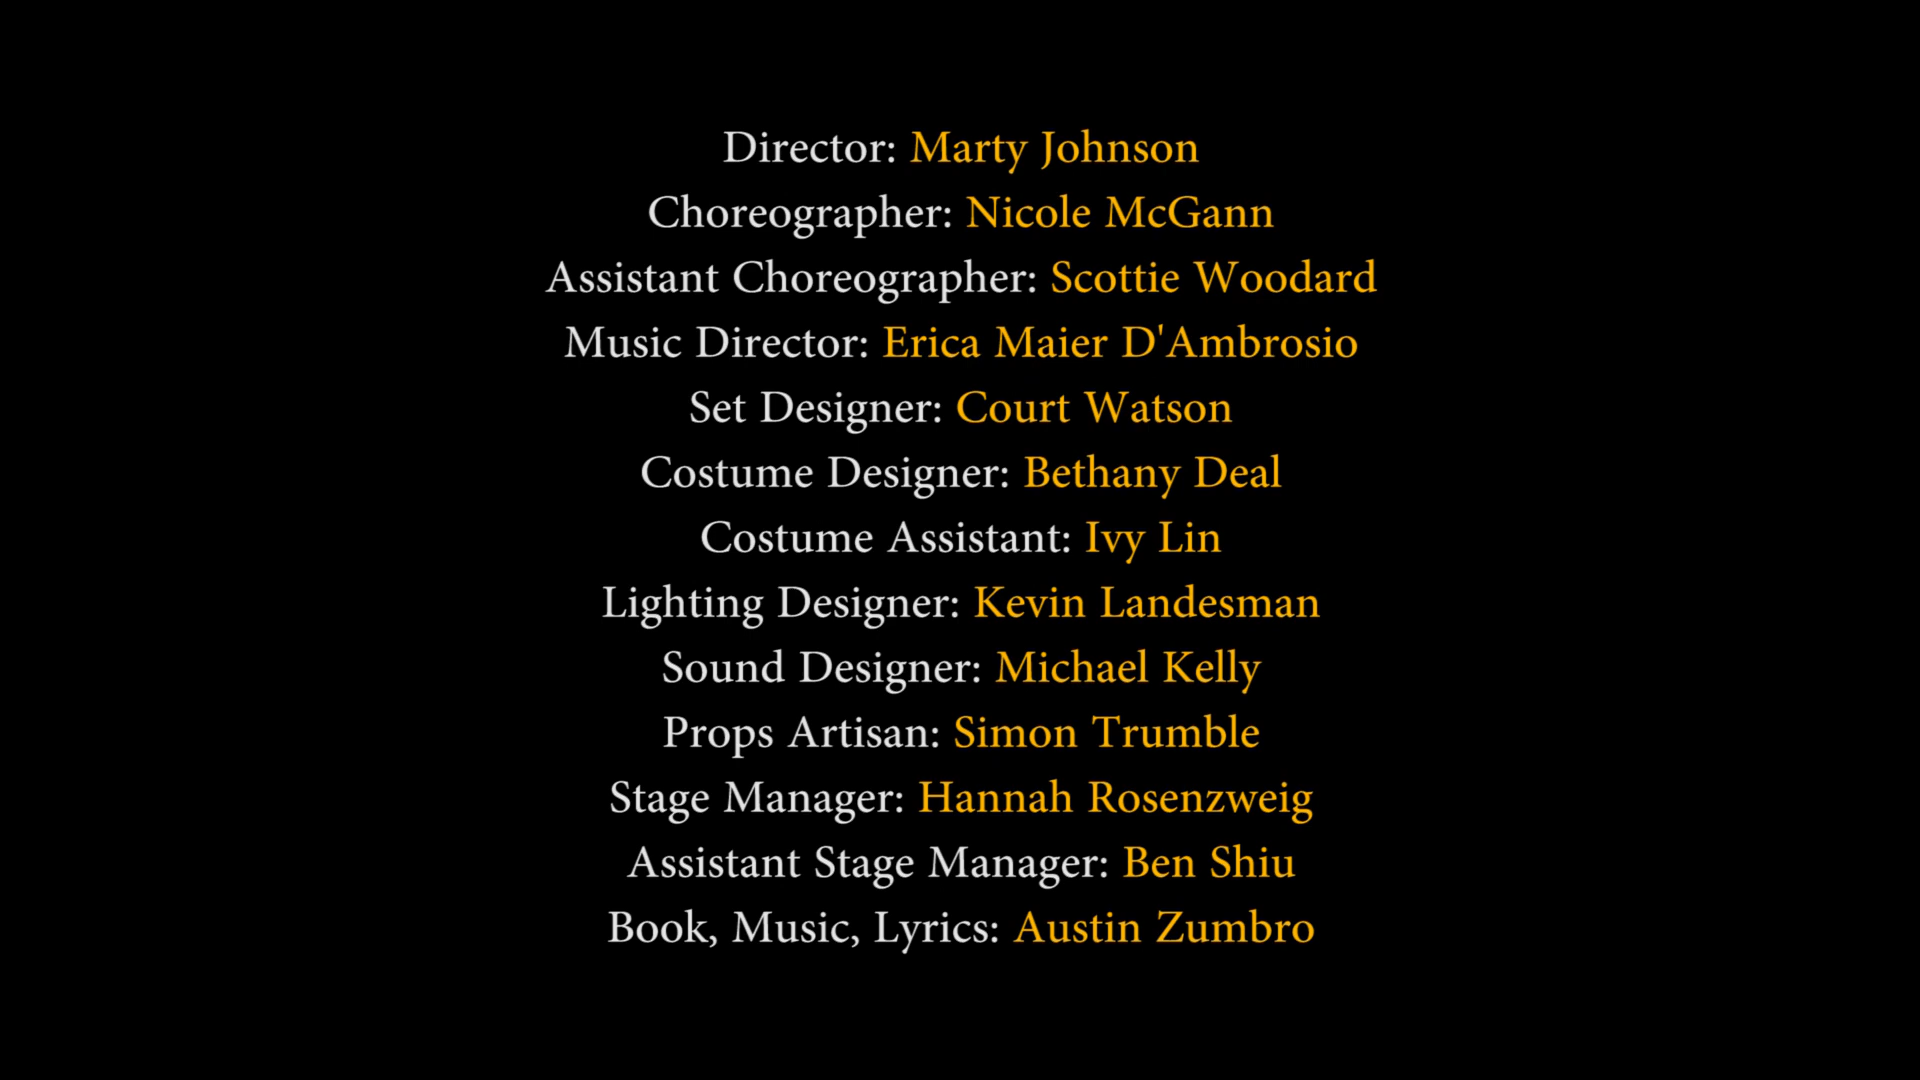 Director: Marty Johnson
Choreographer: Nicole McGann
Assistant Choreographer: Scottie Woodard
Music Director: Erica Maier D'Ambrosio
Set Designer: Court Watson
Costume Designer: Bethany Deal
Costume Assistant: Ivy Lin
Lighting Designer: Kevin Landesman
Sound Designer: Michael Kelly
Props Artisan: Simon Trumble
Stage Manager: Hannah Rosenzweig
Assistant Stage Manager: Ben Shiu
Book, Music, Lyrics: Austin Zumbro